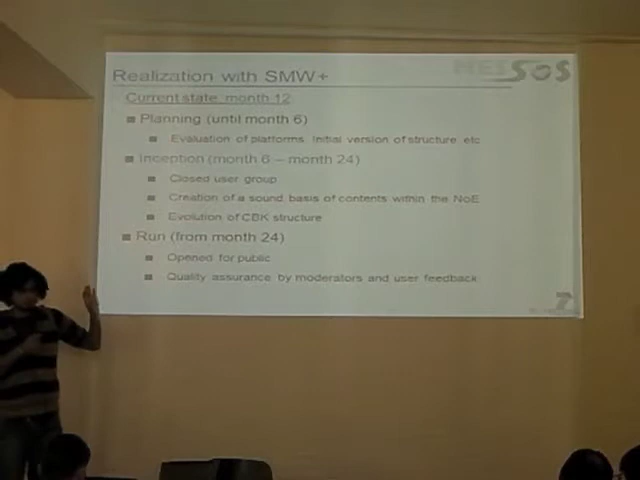 Realization with SMW+
NESSOS
Current state, month 12
Planning (until month 6)
Evaluation of platforms, Initial version of structure etc
Inception (month 6 – month 24)
Closed user group
Creation of a sound basis of contents within the NoE
Evolution of CBK structure
Run (from month 24)
Opened for public
Quality assurance by moderators and user feedback
7